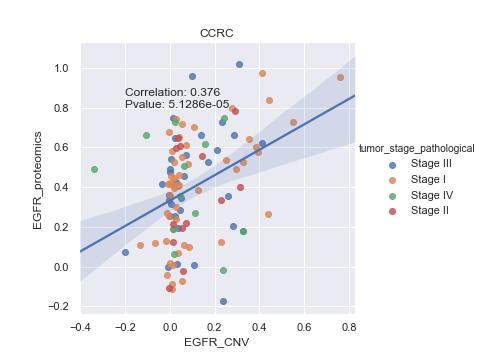 CCRC
Correlation: 0.376
Pvalue: 5.1286e-05
EGFR_proteomics
1.0
0.8
0.6
0.4
0.2
0.0
−0.2
−0.4
−0.2
0.0
0.2
0.4
0.6
0.8
EGFR_CNV
tumor_stage_pathological
Stage III
Stage I
Stage IV
Stage II